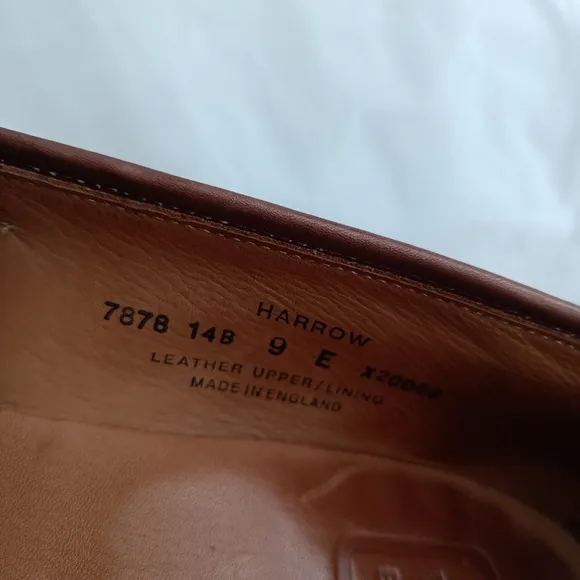 HARROW
7878 14B 9 E
LEATHER UPPER/LINING
MADE IN ENGLAND